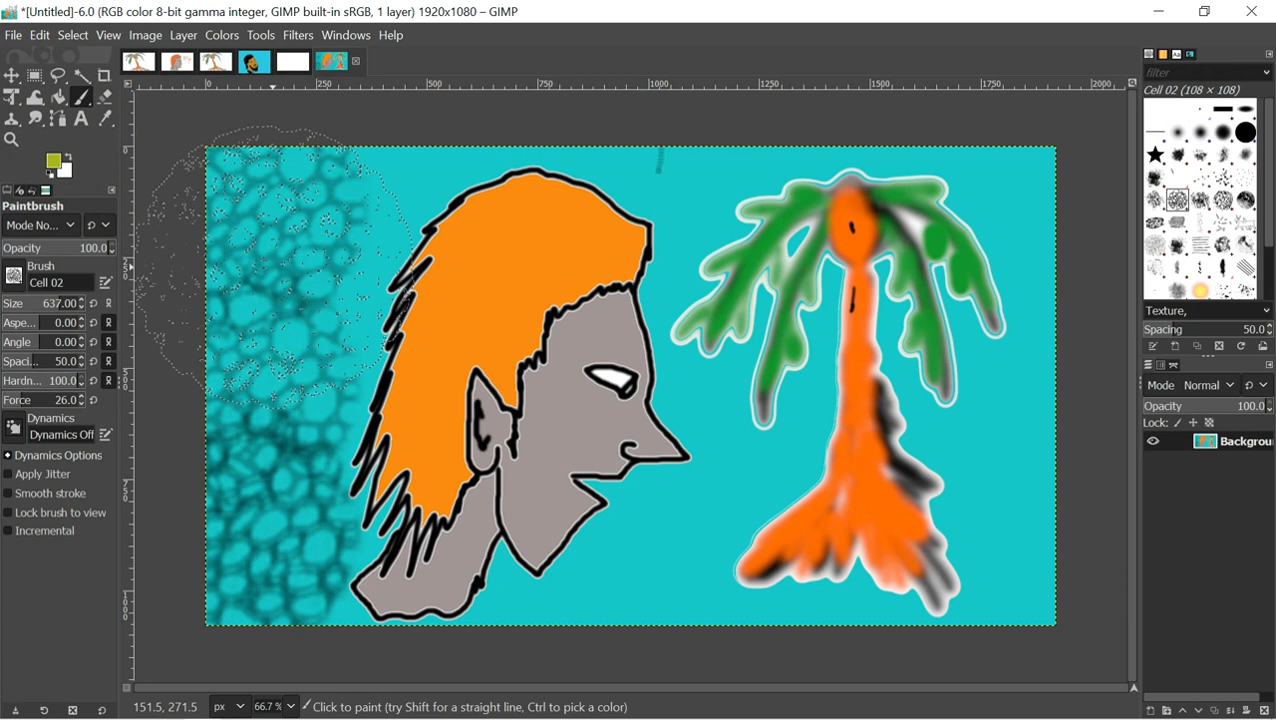 *[Untitled]-6.0 (RGB color 8-bit gamma integer, GIMP built-in sRGB, 1 layer) 1920x1080 – GIMP
File Edit Select View Image Layer Colors Tools Filters Windows Help
0 250 500 750 1000 1250 1500 1750 2000
filter
Cell 02 (108 × 108)
Paintbrush
Mode No...
Opacity 100.0
Brush
Cell 02
Size 637.00
Aspe... 0.00
Angle 0.00
Spaci... 50.0
Hardn... 100.0
Force 26.0
Dynamics
Dynamics Off
Dynamics Options
Apply Jitter
Smooth stroke
Lock brush to view
Incremental
0
250
500
750
1000
Texture,
Spacing 50.0
Mode Normal
Opacity 100.0
Lock:
Backgrou
151.5, 271.5 px 66.7 % Click to paint (try Shift for a straight line, Ctrl to pick a color)